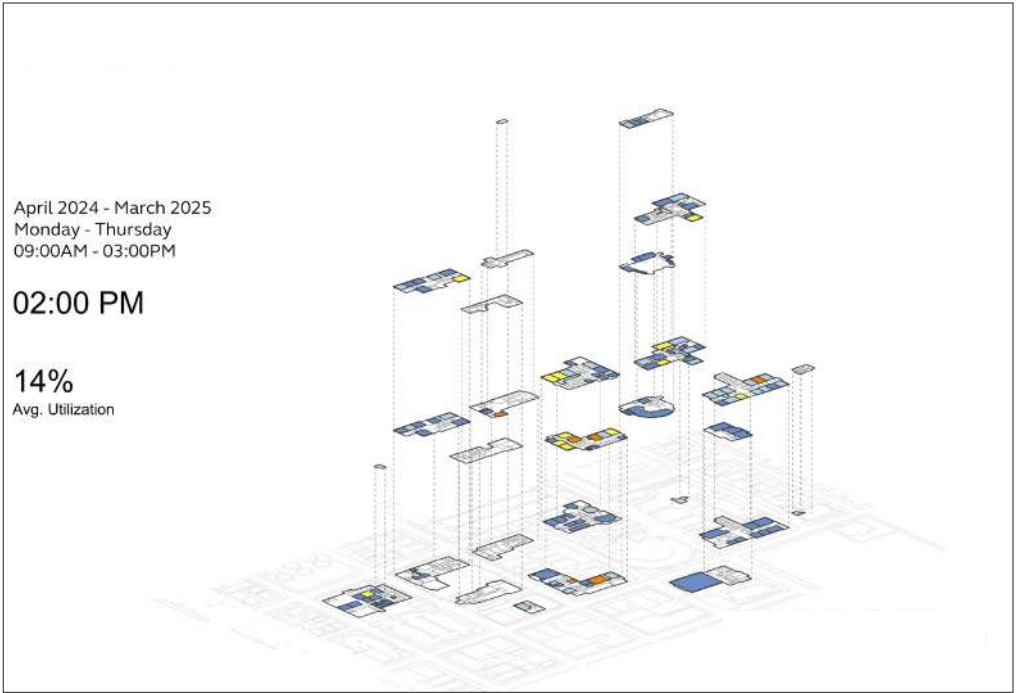 April 2024 - March 2025
Monday - Thursday
09:00AM - 03:00PM
02:00 PM
14%
Avg. Utilization